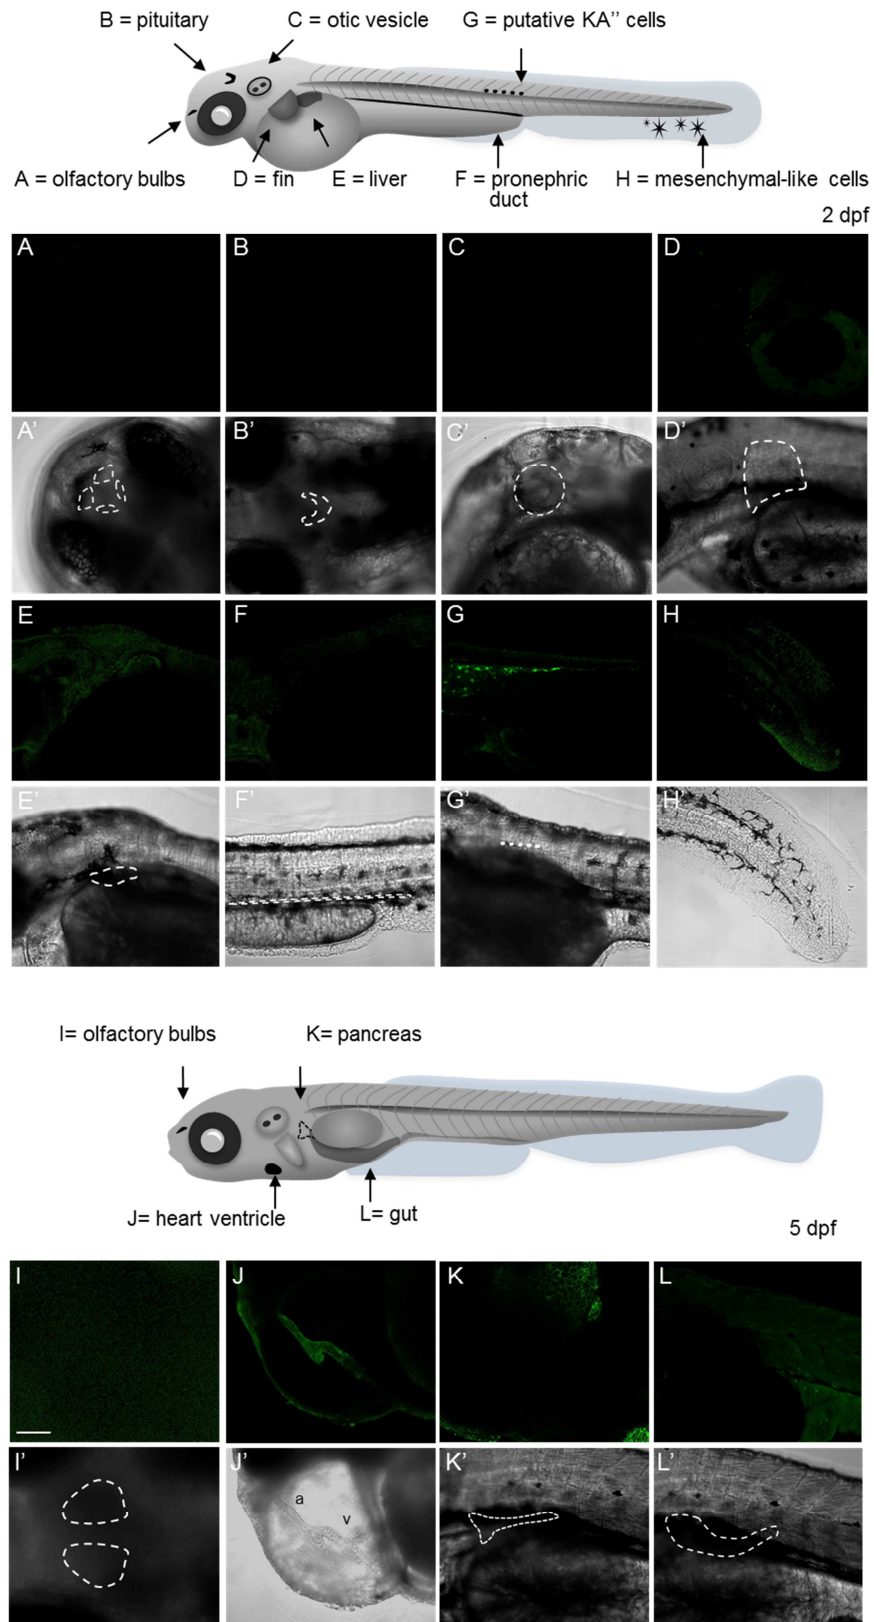 B = pituitary
C = otic vesicle
G = putative KA’’ cells
A = olfactory bulbs
D = fin
E = liver
F = pronephric
duct
H = mesenchymal-like cells
2 dpf
A
B
C
D
A’
B’
C’
D’
E
F
G
H
E’
F’
G’
H’
I= olfactory bulbs
K= pancreas
J= heart ventricle
L= gut
5 dpf
I
J
K
L
I’
J’
a
v
K’
L’